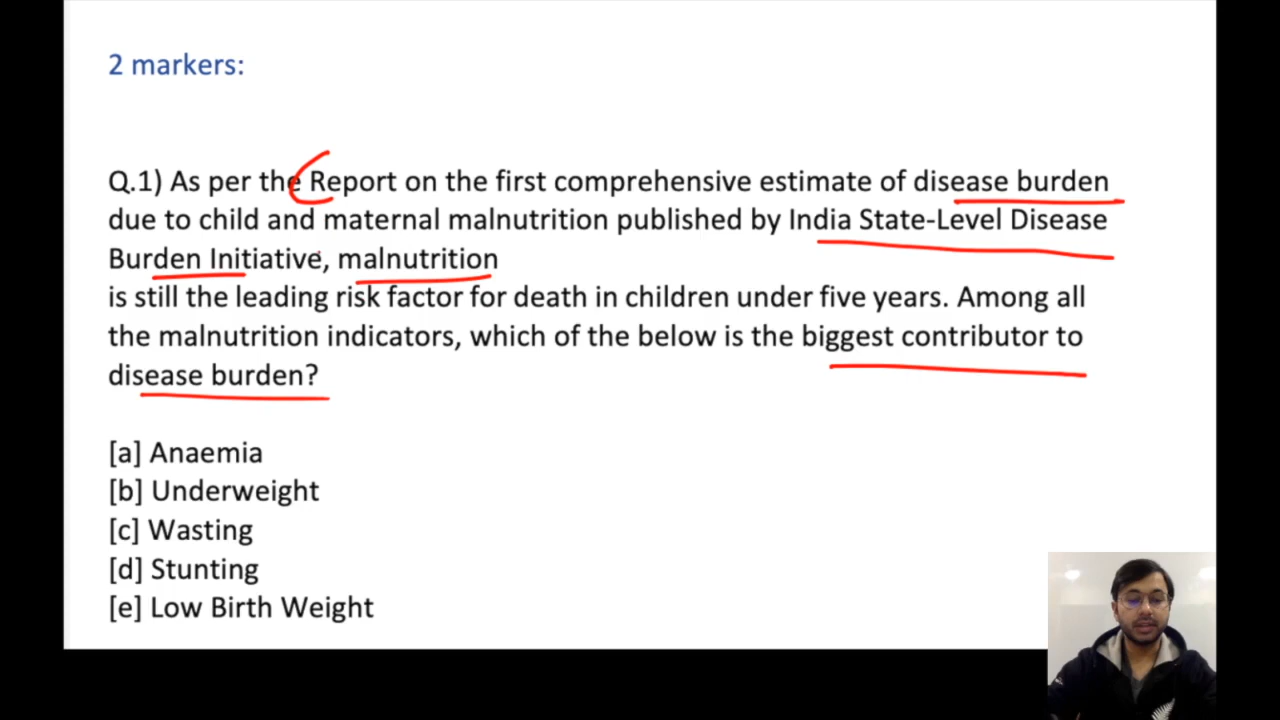 2 markers:
Q.1) As per the Report on the first comprehensive estimate of disease burden
due to child and maternal malnutrition published by India State-Level Disease
Burden Initiative, malnutrition
is still the leading risk factor for death in children under five years. Among all
the malnutrition indicators, which of the below is the biggest contributor to
disease burden?
[a] Anaemia
[b] Underweight
[c] Wasting
[d] Stunting
[e] Low Birth Weight